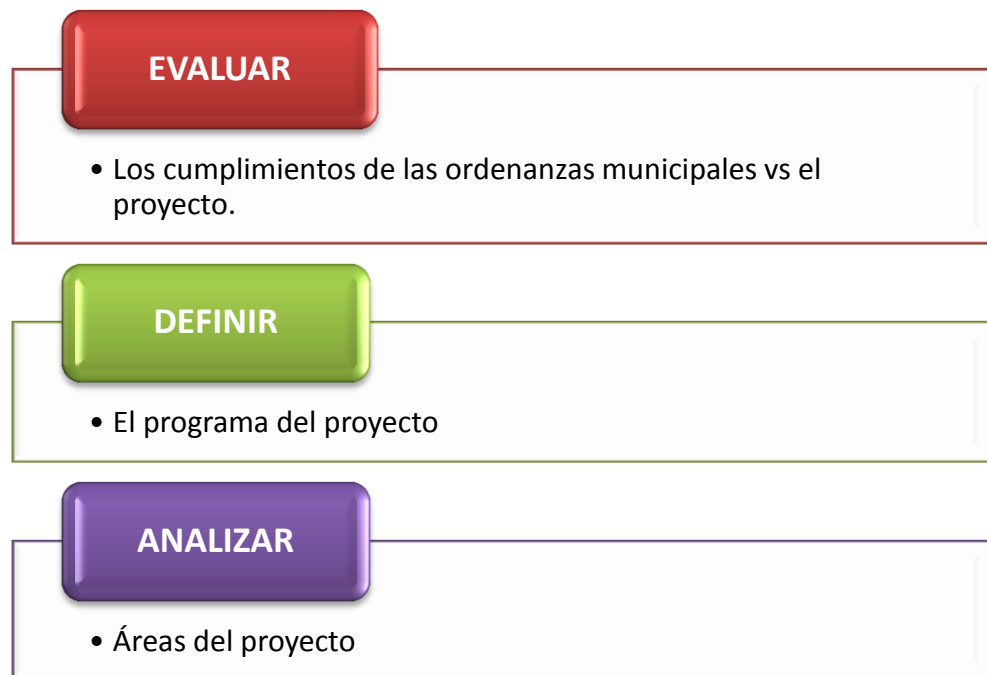 EVALUAR
• Los cumplimientos de las ordenanzas municipales vs el
proyecto.
DEFINIR
• El programa del proyecto
ANALIZAR
• Áreas del proyecto